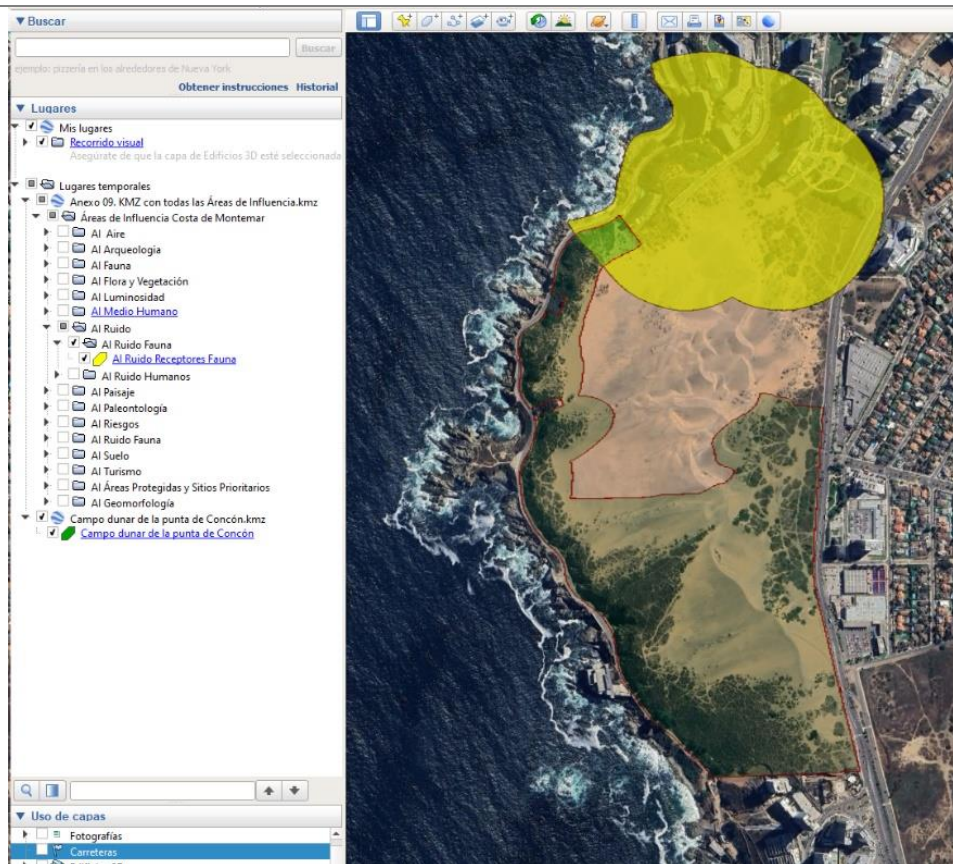 Buscar
Buscar
ejemplo: pizzería en los alrededores de Nueva York
Obtener instrucciones Historial
Lugares
Mis lugares
Recorrido visual
Asegúrate de que la capa de Edificios 3D esté seleccionada
Lugares temporales
Anexo 09. KMZ con todas las Áreas de Influencia.kmz
Áreas de Influencia Costa de Montemar
AI Aire
AI Arqueología
AI Fauna
AI Flora y Vegetación
AI Luminosidad
AI Medio Humano
AI Ruido
AI Ruido Fauna
AI Ruido Receptores Fauna
AI Ruido Humanos
AI Paisaje
AI Paleontología
AI Riesgos
AI Ruido Fauna
AI Suelo
AI Turismo
AI Áreas Protegidas y Sitios Prioritarios
AI Geomorfología
Campo dunar de la punta de Concón.kmz
Campo dunar de la punta de Concón
Uso de capas
Fotografías
Carreteras